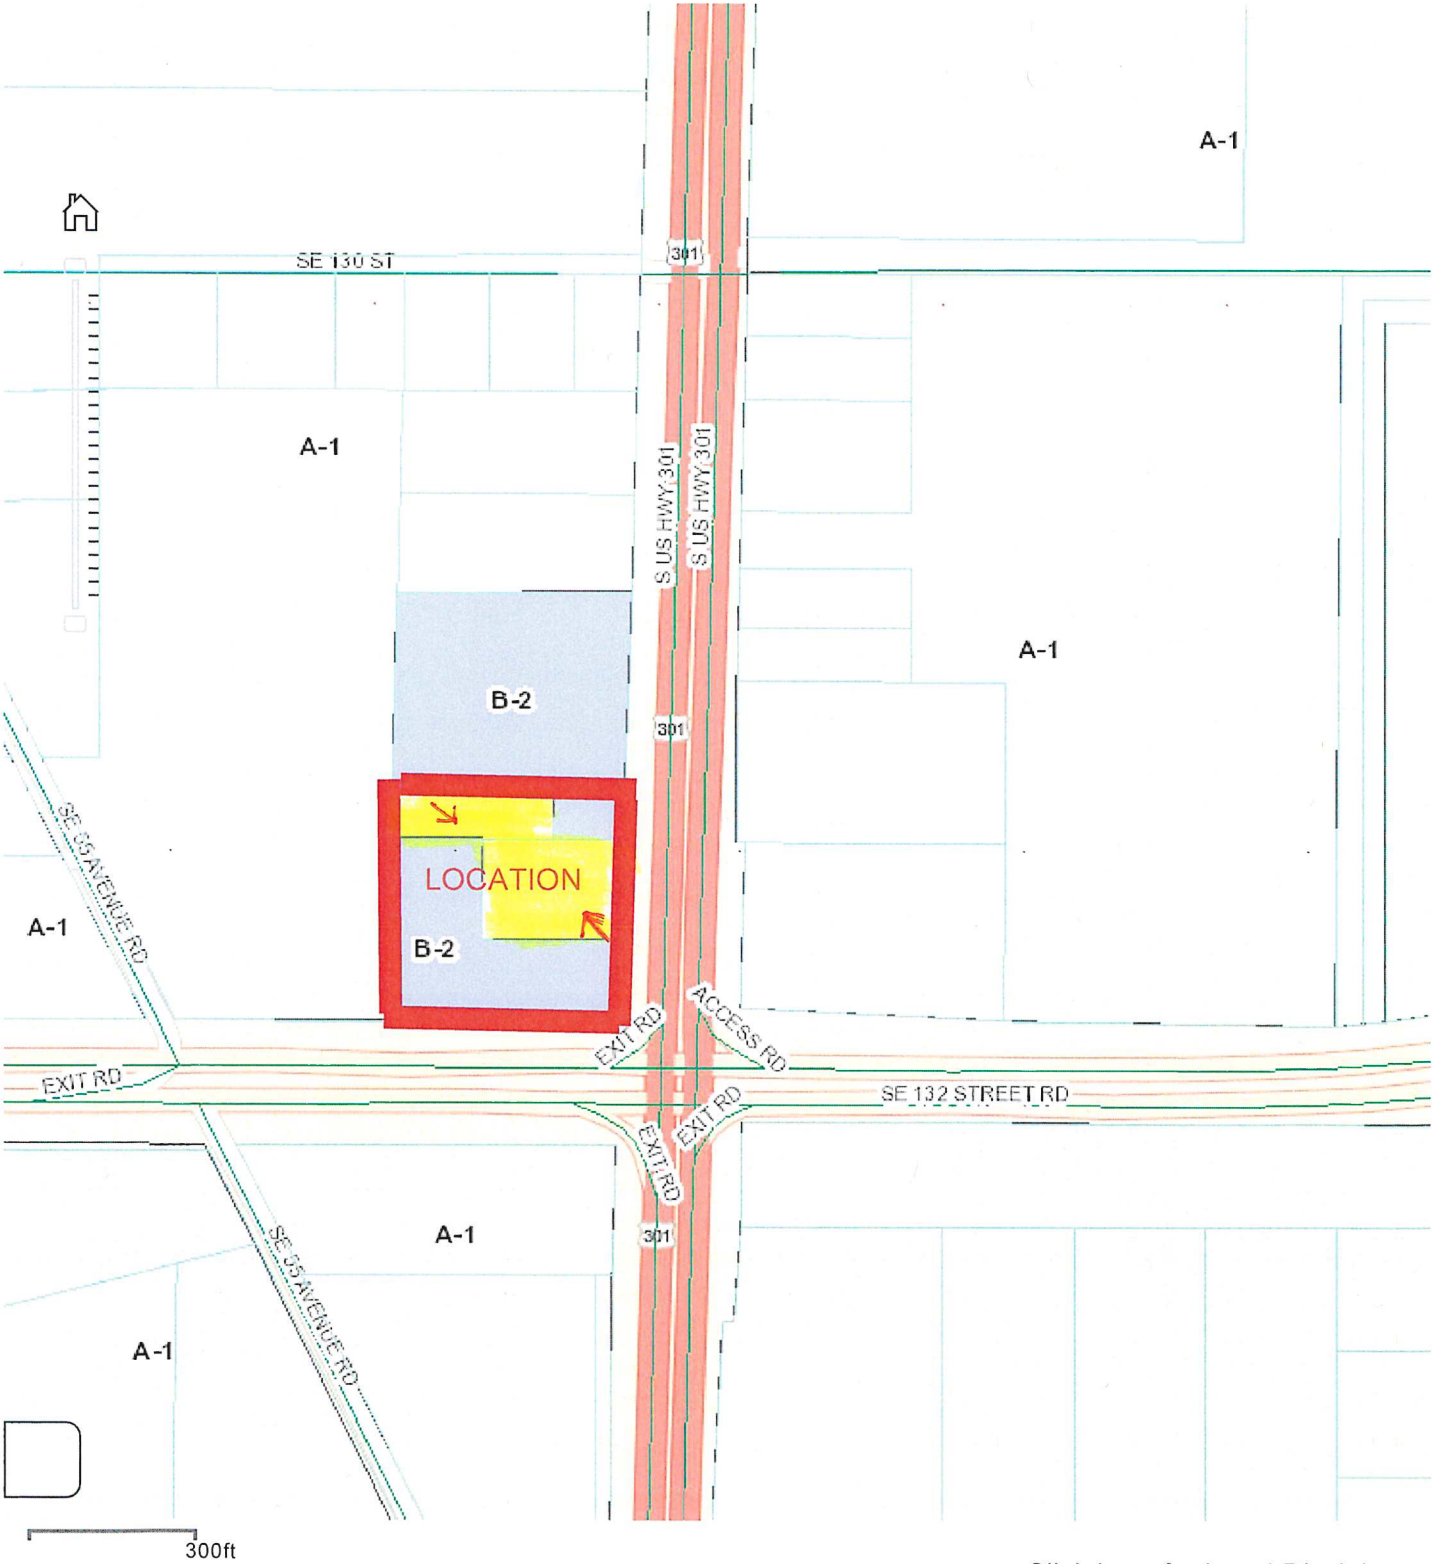 A-1
SE 130 ST
301
A-1
S US HWY 301
S US HWY 301
A-1
B-2
301
SE 55 AVENUE RD
LOCATION
A-1
B-2
EXIT RD
ACCESS RD
EXIT RD
SE 132 STREET RD
EXIT RD
EXIT RD
A-1
301
SE 55 AVENUE RD
A-1
300ft